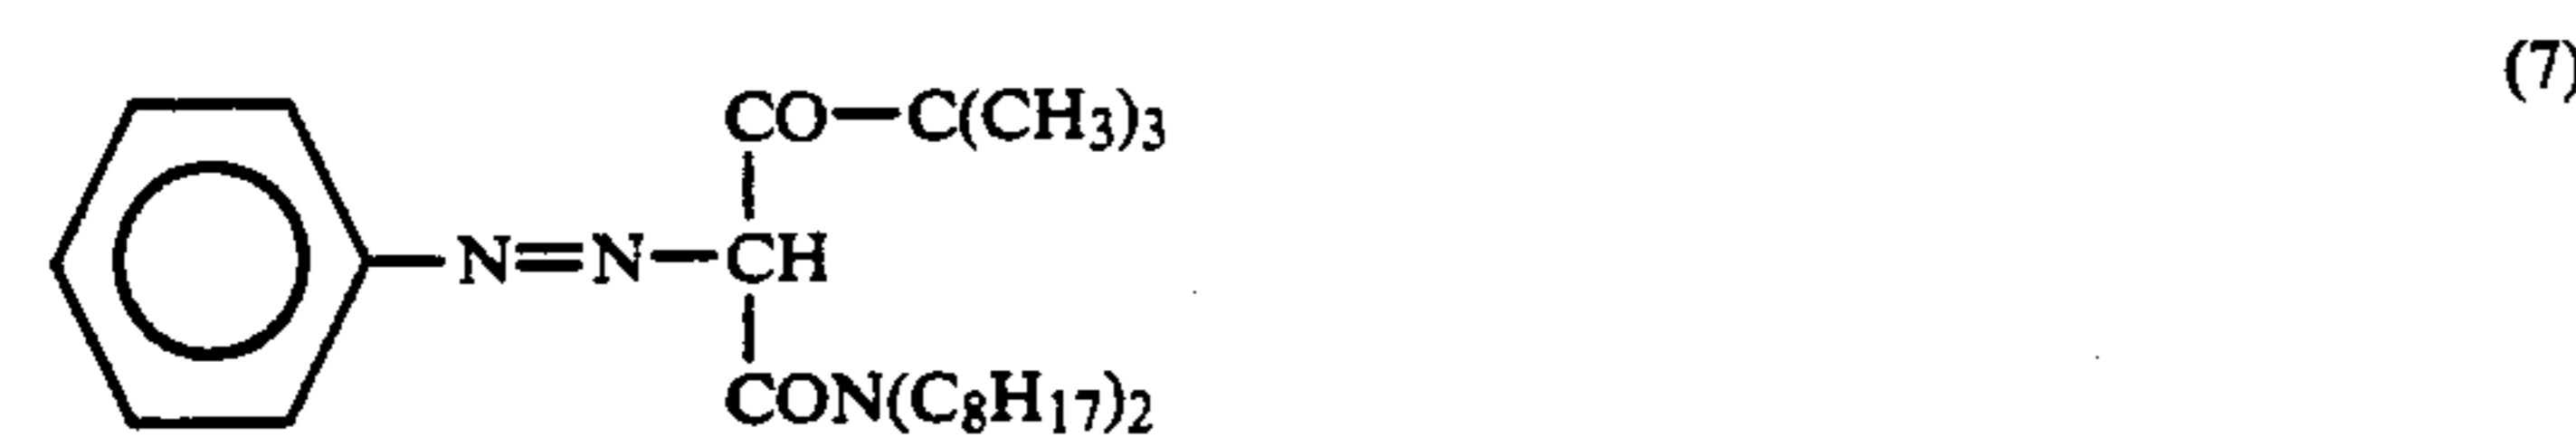 (7)
CO—C(CH₃)₃
N=N—CH
CON(C₈H₁₇)₂